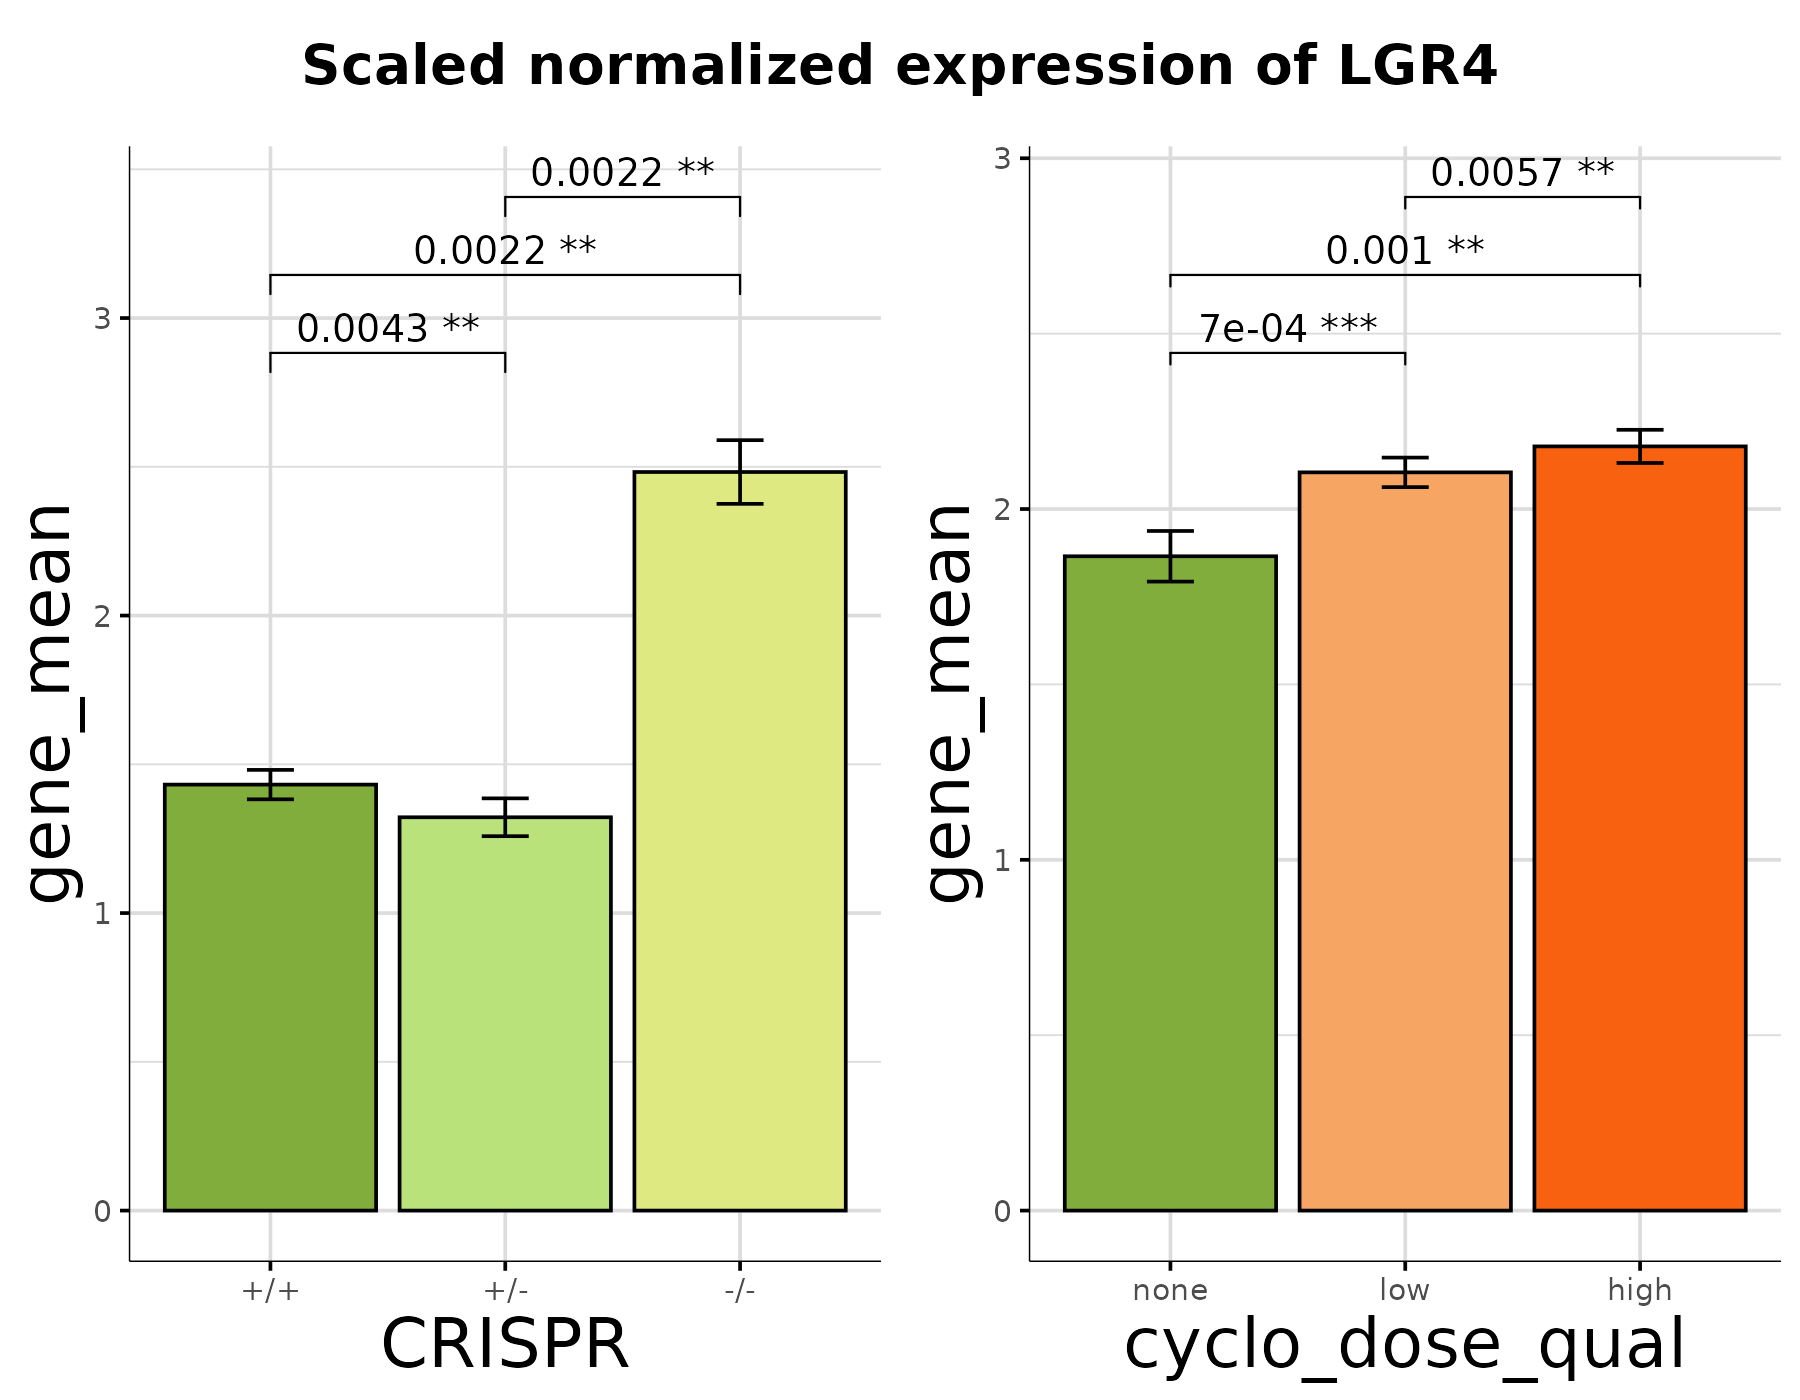 Scaled normalized expression of LGR4
0.0022 **
0.0022 **
0.0043 **
3
2
1
0
gene_mean
+/+
+/-
-/-
CRISPR
0.0057 **
0.001 **
7e-04 ***
3
2
1
0
gene_mean
none
low
high
cyclo_dose_qual